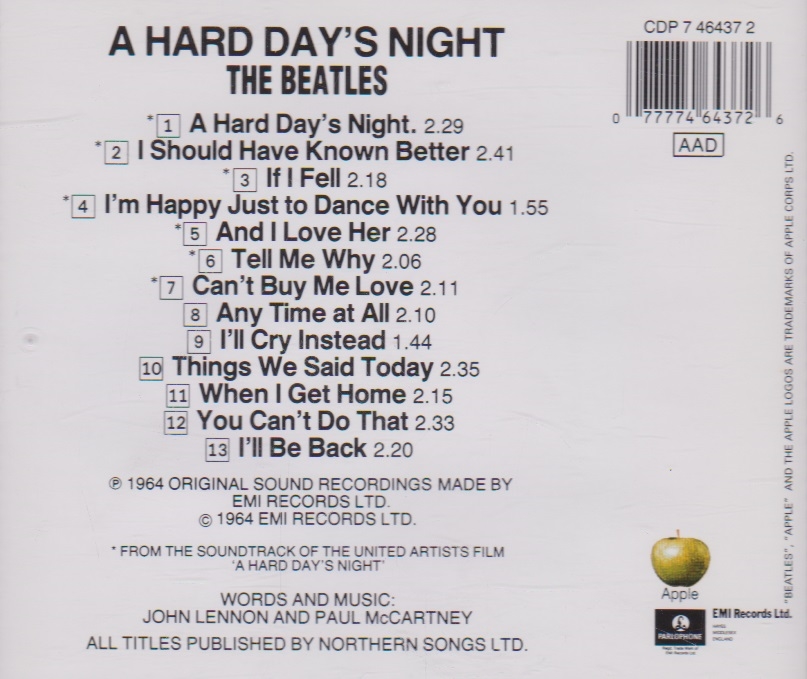 A HARD DAY'S NIGHT
THE BEATLES
*1 A Hard Day's Night. 2.29
*2 I Should Have Known Better 2.41
*3 If I Fell 2.18
*4 I'm Happy Just to Dance With You 1.55
*5 And I Love Her 2.28
*6 Tell Me Why 2.06
*7 Can't Buy Me Love 2.11
8 Any Time at All 2.10
9 I'll Cry Instead 1.44
10 Things We Said Today 2.35
11 When I Get Home 2.15
12 You Can't Do That 2.33
13 I'll Be Back 2.20
℗ 1964 ORIGINAL SOUND RECORDINGS MADE BY
EMI RECORDS LTD.
© 1964 EMI RECORDS LTD.
* FROM THE SOUNDTRACK OF THE UNITED ARTISTS FILM
'A HARD DAY'S NIGHT'
WORDS AND MUSIC:
JOHN LENNON AND PAUL McCARTNEY
ALL TITLES PUBLISHED BY NORTHERN SONGS LTD.
CDP 7 46437 2
0 77774 64372 6
AAD
"BEATLES", "APPLE" AND THE APPLE LOGOS ARE TRADEMARKS OF APPLE CORPS LTD.
Apple
PARLOPHONE
EMI Records Ltd.
HAYES
MIDDLESEX
ENGLAND